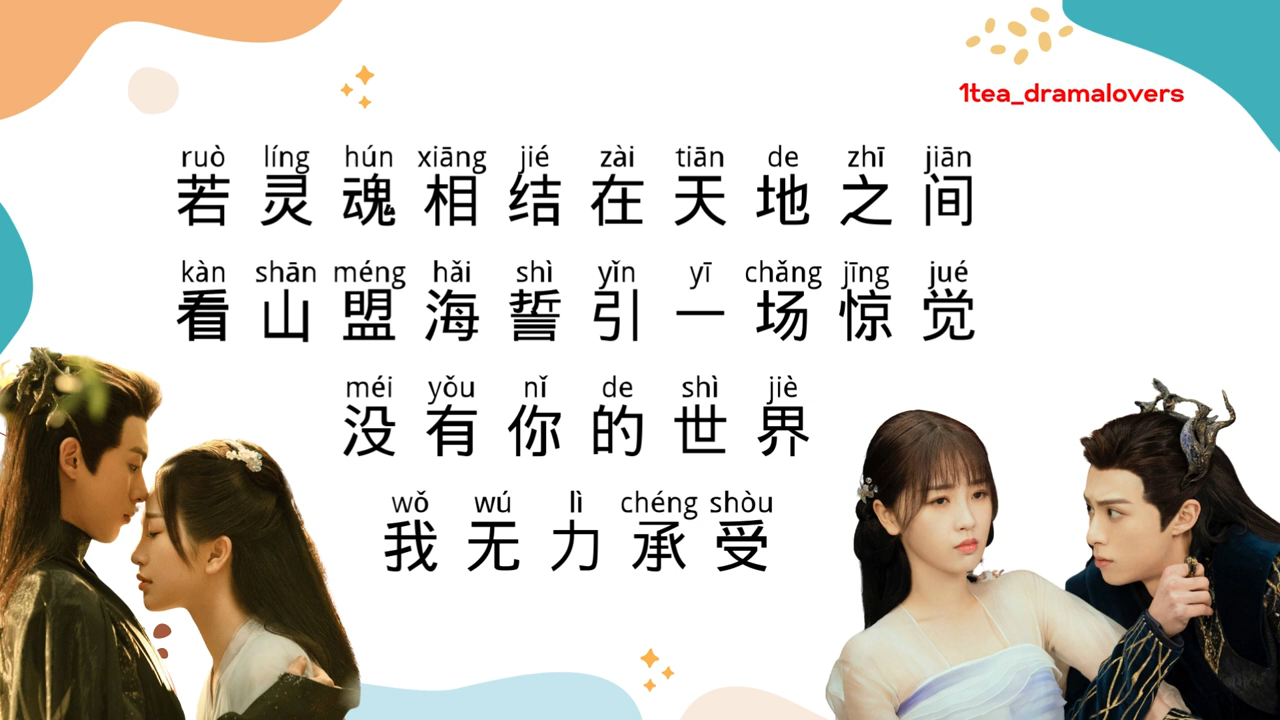 1tea_dramalovers
ruò líng hún xiāng jié zài tiān de zhī jiān
若灵魂相结在天地之间
kàn shān méng hǎi shì yǐn yī chǎng jīng jué
看山盟海誓引一场惊觉
méi yǒu nǐ de shì jiè
没有你的世界
wǒ wú lì chéng shòu
我无力承受